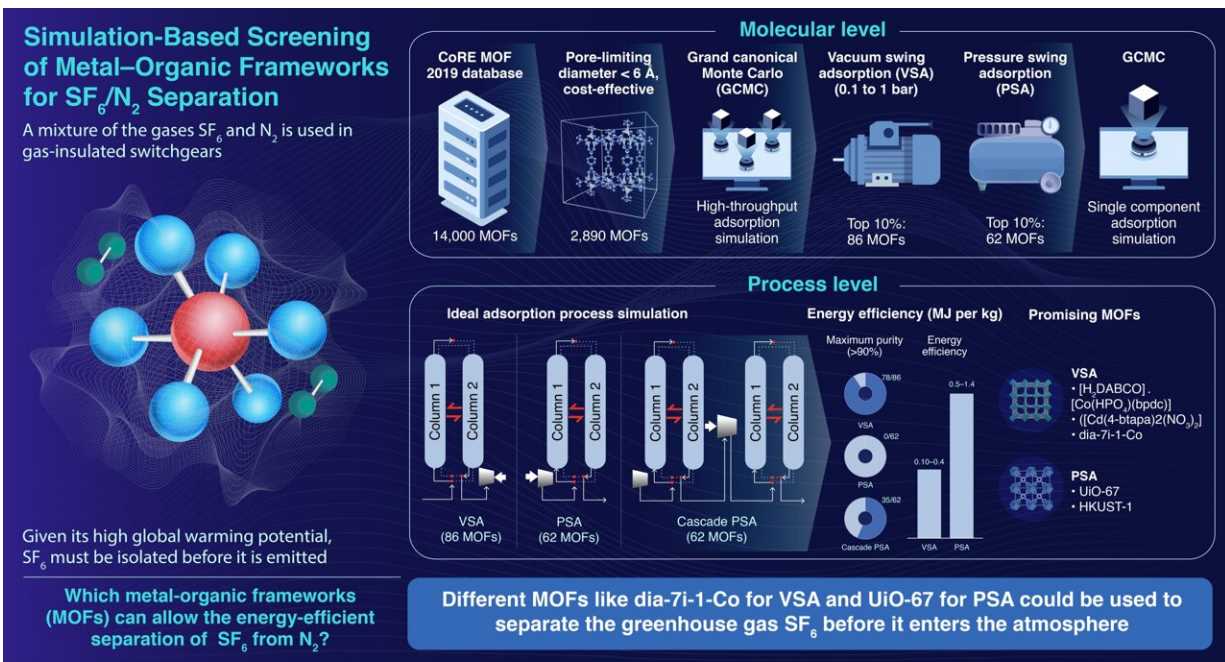 Simulation-Based Screening
of Metal–Organic Frameworks
for SF₆/N₂ Separation
A mixture of the gases SF₆ and N₂ is used in
gas-insulated switchgears
Given its high global warming potential,
SF₆ must be isolated before it is emitted
Which metal-organic frameworks
(MOFs) can allow the energy-efficient
separation of SF₆ from N₂?
Molecular level
CoRE MOF
2019 database
14,000 MOFs
Pore-limiting
diameter < 6 Å,
cost-effective
2,890 MOFs
Grand canonical
Monte Carlo
(GCMC)
High-throughput
adsorption
simulation
Vacuum swing
adsorption (VSA)
(0.1 to 1 bar)
Top 10%:
86 MOFs
Pressure swing
adsorption
(PSA)
Top 10%:
62 MOFs
GCMC
Single component
adsorption
simulation
Process level
Ideal adsorption process simulation
Column 1
Column 2
VSA
(86 MOFs)
Column 1
Column 2
PSA
(62 MOFs)
Column 1
Column 2
Column 1
Column 2
Cascade PSA
(62 MOFs)
Energy efficiency (MJ per kg)
Maximum purity
(>90%)
78/86
VSA
0/62
PSA
35/62
Cascade PSA
Energy
efficiency
0.10–0.4
0.5–1.4
VSA
PSA
Promising MOFs
VSA
• [H₂DABCO] .
[Co(HPO₄)(bpdc)]
• ([Cd(4-btapa)2(NO₃)₂]
• dia-7i-1-Co
PSA
• UiO-67
• HKUST-1
Different MOFs like dia-7i-1-Co for VSA and UiO-67 for PSA could be used to
separate the greenhouse gas SF₆ before it enters the atmosphere